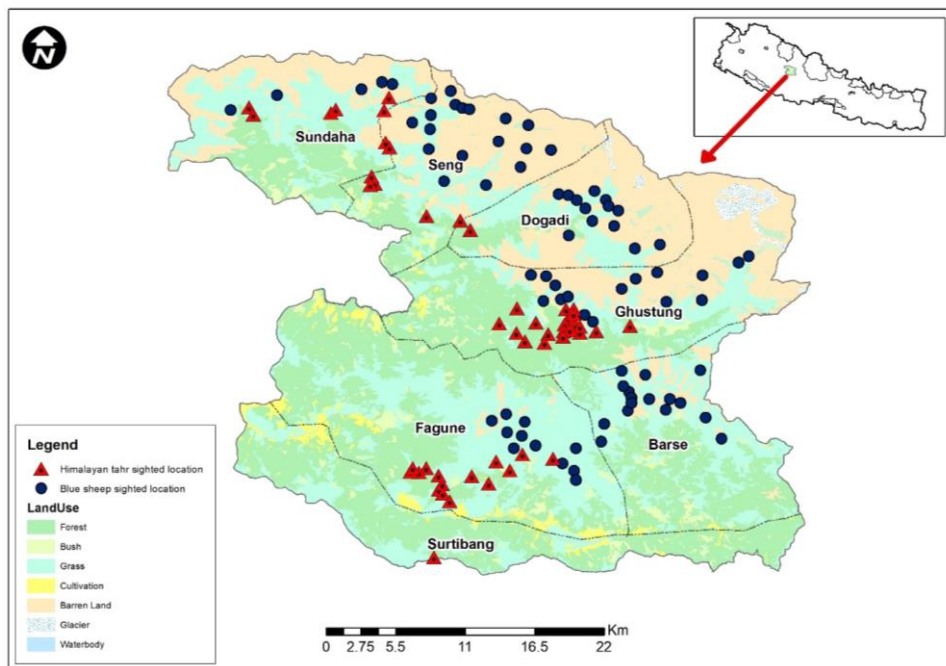 N
Sundaha
Seng
Dogadi
Ghustung
Fagune
Barse
Surtibang
Legend
Himalayan tahr sighted location
Blue sheep sighted location
LandUse
Forest
Bush
Grass
Cultivation
Barren Land
Glacier
Waterbody
Km
0 2.75 5.5 11 16.5 22